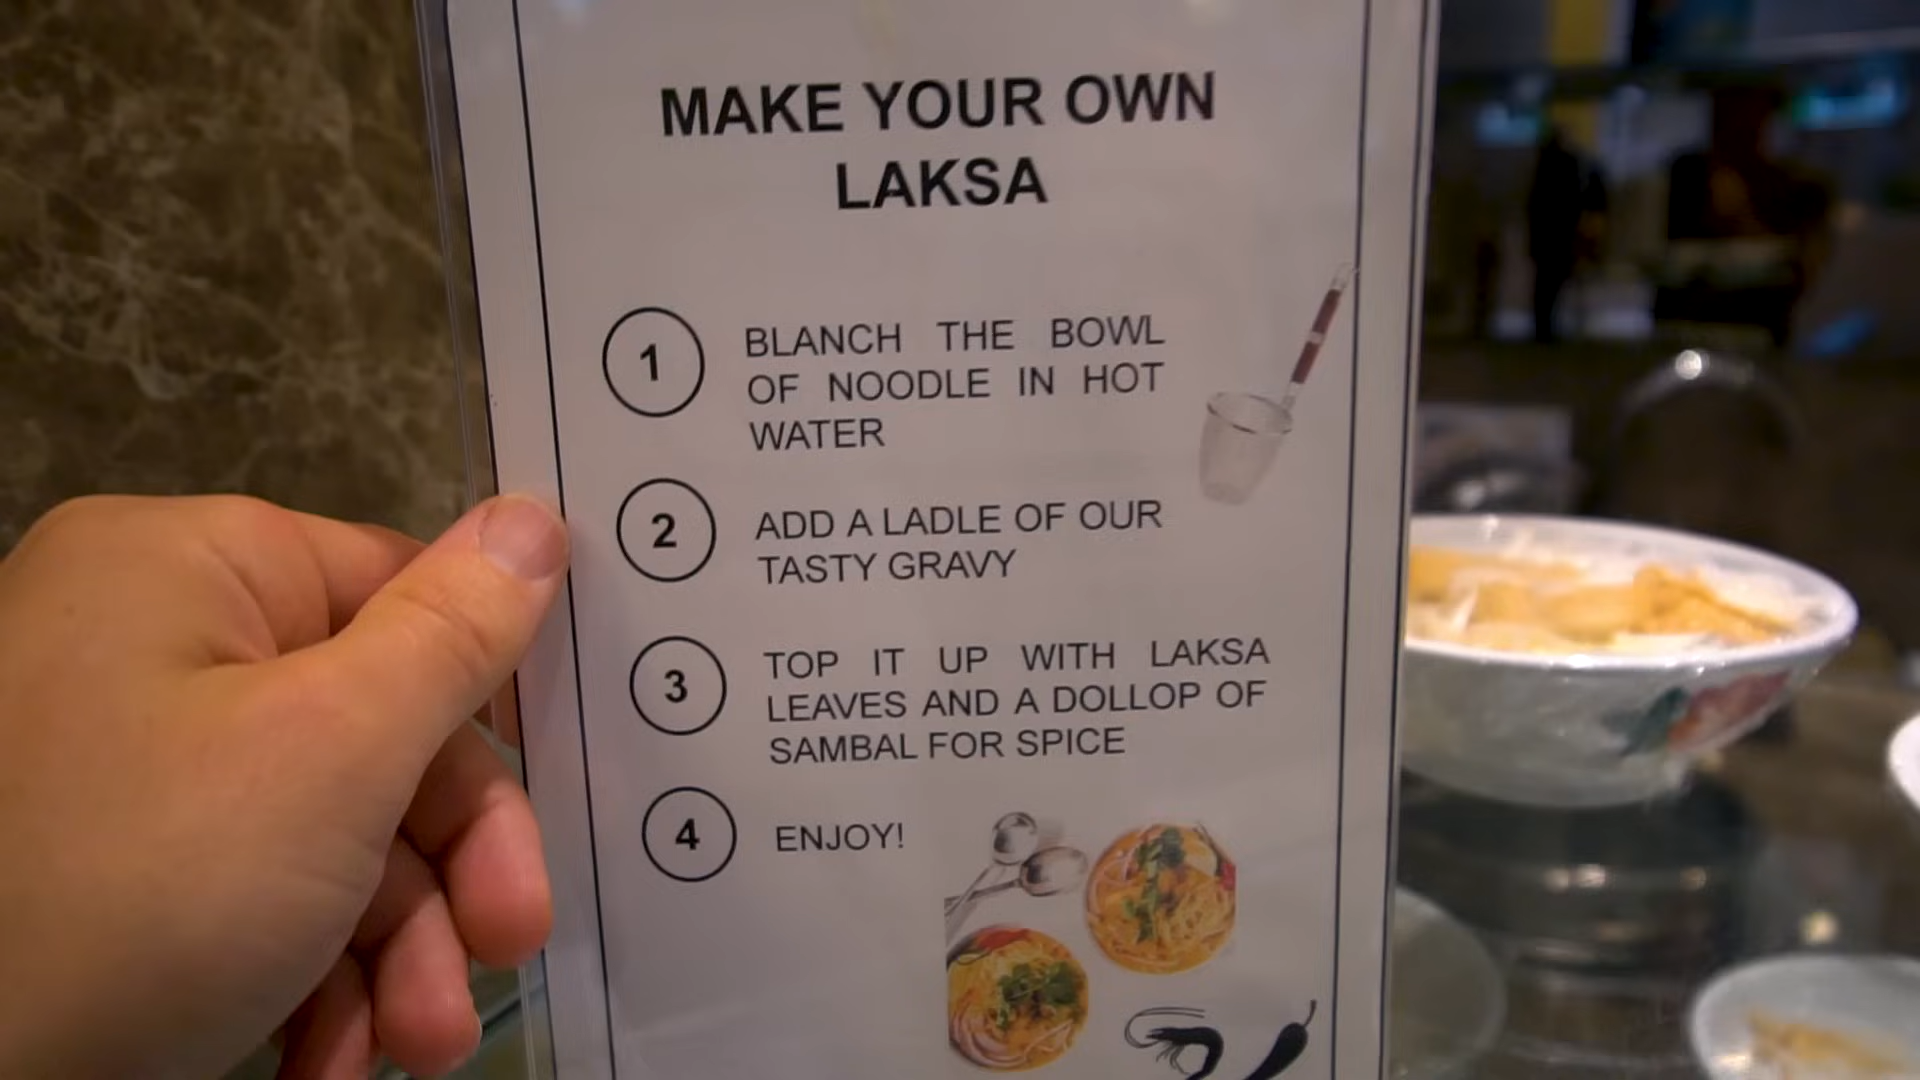 MAKE YOUR OWN
LAKSA
1
BLANCH THE BOWL
OF NOODLE IN HOT
WATER
2
ADD A LADLE OF OUR
TASTY GRAVY
3
TOP IT UP WITH LAKSA
LEAVES AND A DOLLOP OF
SAMBAL FOR SPICE
4
ENJOY!